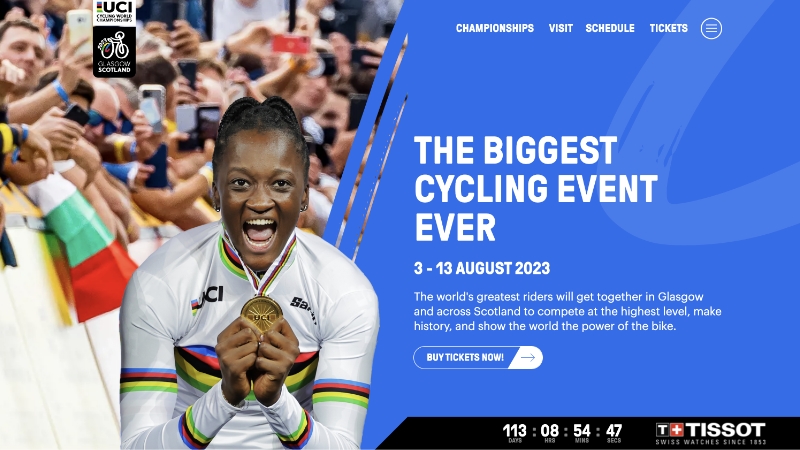 UCI
CYCLING WORLD
CHAMPIONSHIPS
GLASGOW
SCOTLAND
CHAMPIONSHIPS VISIT SCHEDULE TICKETS
THE BIGGEST
CYCLING EVENT
EVER
3 - 13 AUGUST 2023
The world's greatest riders will get together in Glasgow
and across Scotland to compete at the highest level, make
history, and show the world the power of the bike.
BUY TICKETS NOW!
UCI
UCI
113 : 08 : 54 : 47
DAYS HRS MINS SECS
T+ TISSOT
SWISS WATCHES SINCE 1853